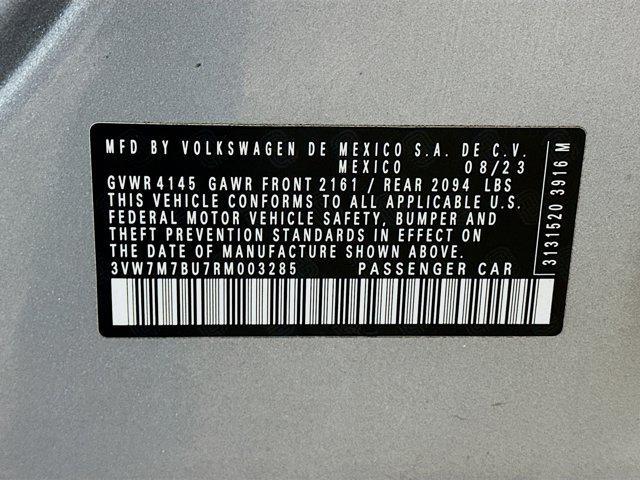 MFD BY VOLKSWAGEN DE MEXICO S.A. DE C.V.
MEXICO 08/23
GVWR 4145 GAWR FRONT 2161 / REAR 2094 LBS
THIS VEHICLE CONFORMS TO ALL APPLICABLE U.S.
FEDERAL MOTOR VEHICLE SAFETY, BUMPER AND
THEFT PREVENTION STANDARDS IN EFFECT ON
THE DATE OF MANUFACTURE SHOWN ABOVE.
3VW7M7BU7RM003285 PASSENGER CAR
3131520 3916 M